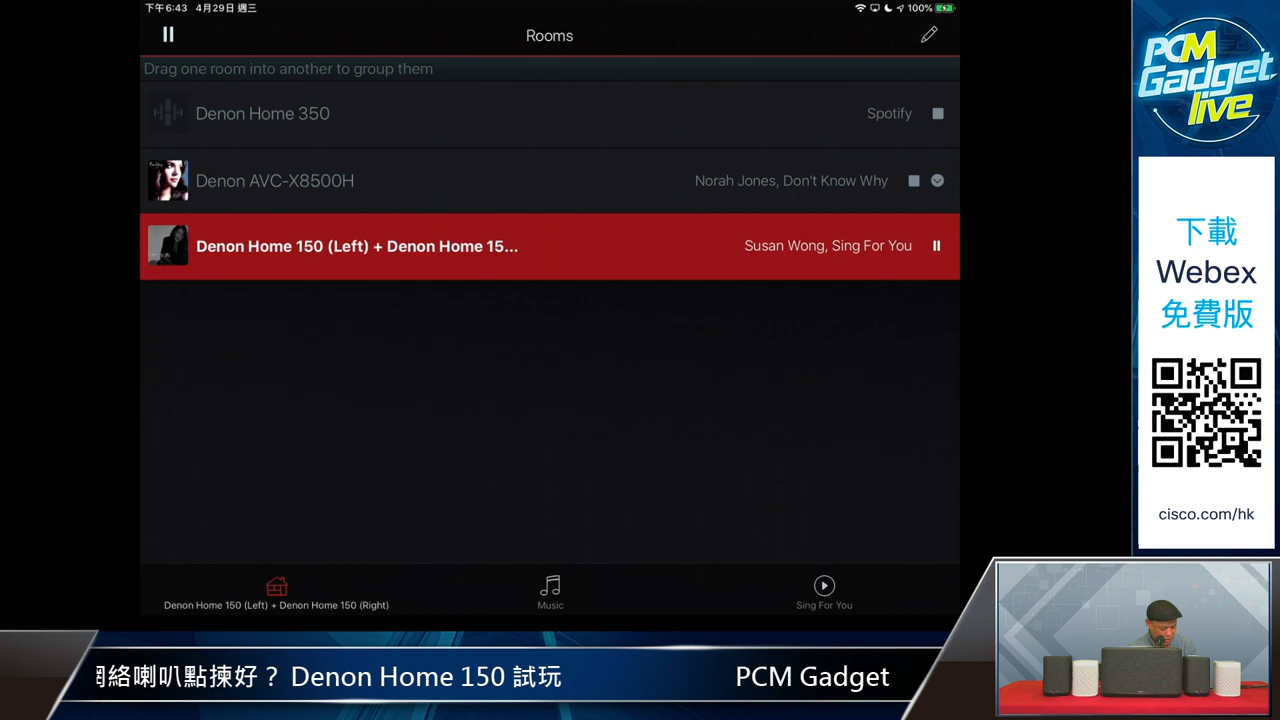 下午6:43 4月29日 週三
100%
Rooms
Drag one room into another to group them
Denon Home 350
Spotify
Denon AVC-X8500H
Norah Jones, Don't Know Why
Denon Home 150 (Left) + Denon Home 15...
Susan Wong, Sing For You
Denon Home 150 (Left) + Denon Home 150 (Right)
Music
Sing For You
PCM
Gadget
live
下載
Webex
免費版
cisco.com/hk
網絡喇叭點揀好？ Denon Home 150 試玩
PCM Gadget